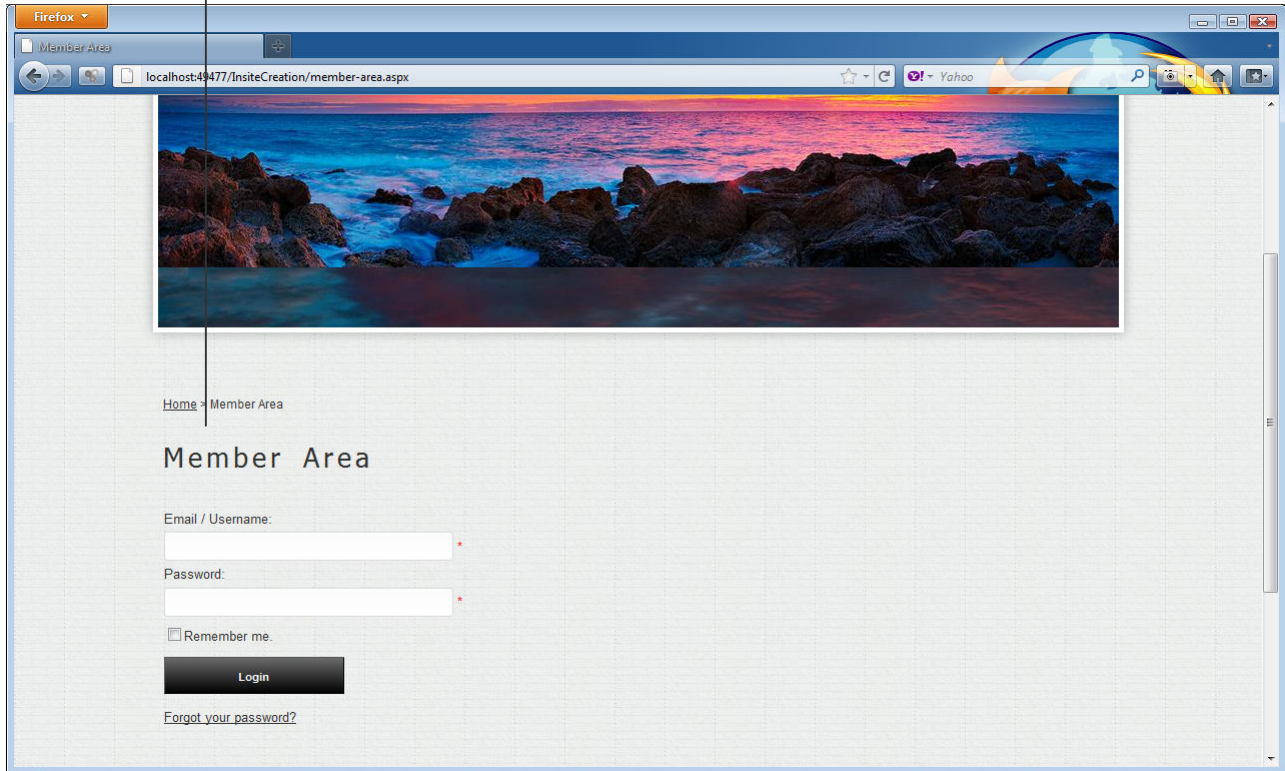 Firefox
Member Area
localhost:49477/InsiteCreation/member-area.aspx
Yahoo
Home > Member Area
Member Area
Email / Username:
*
Password:
*
Remember me.
Login
Forgot your password?